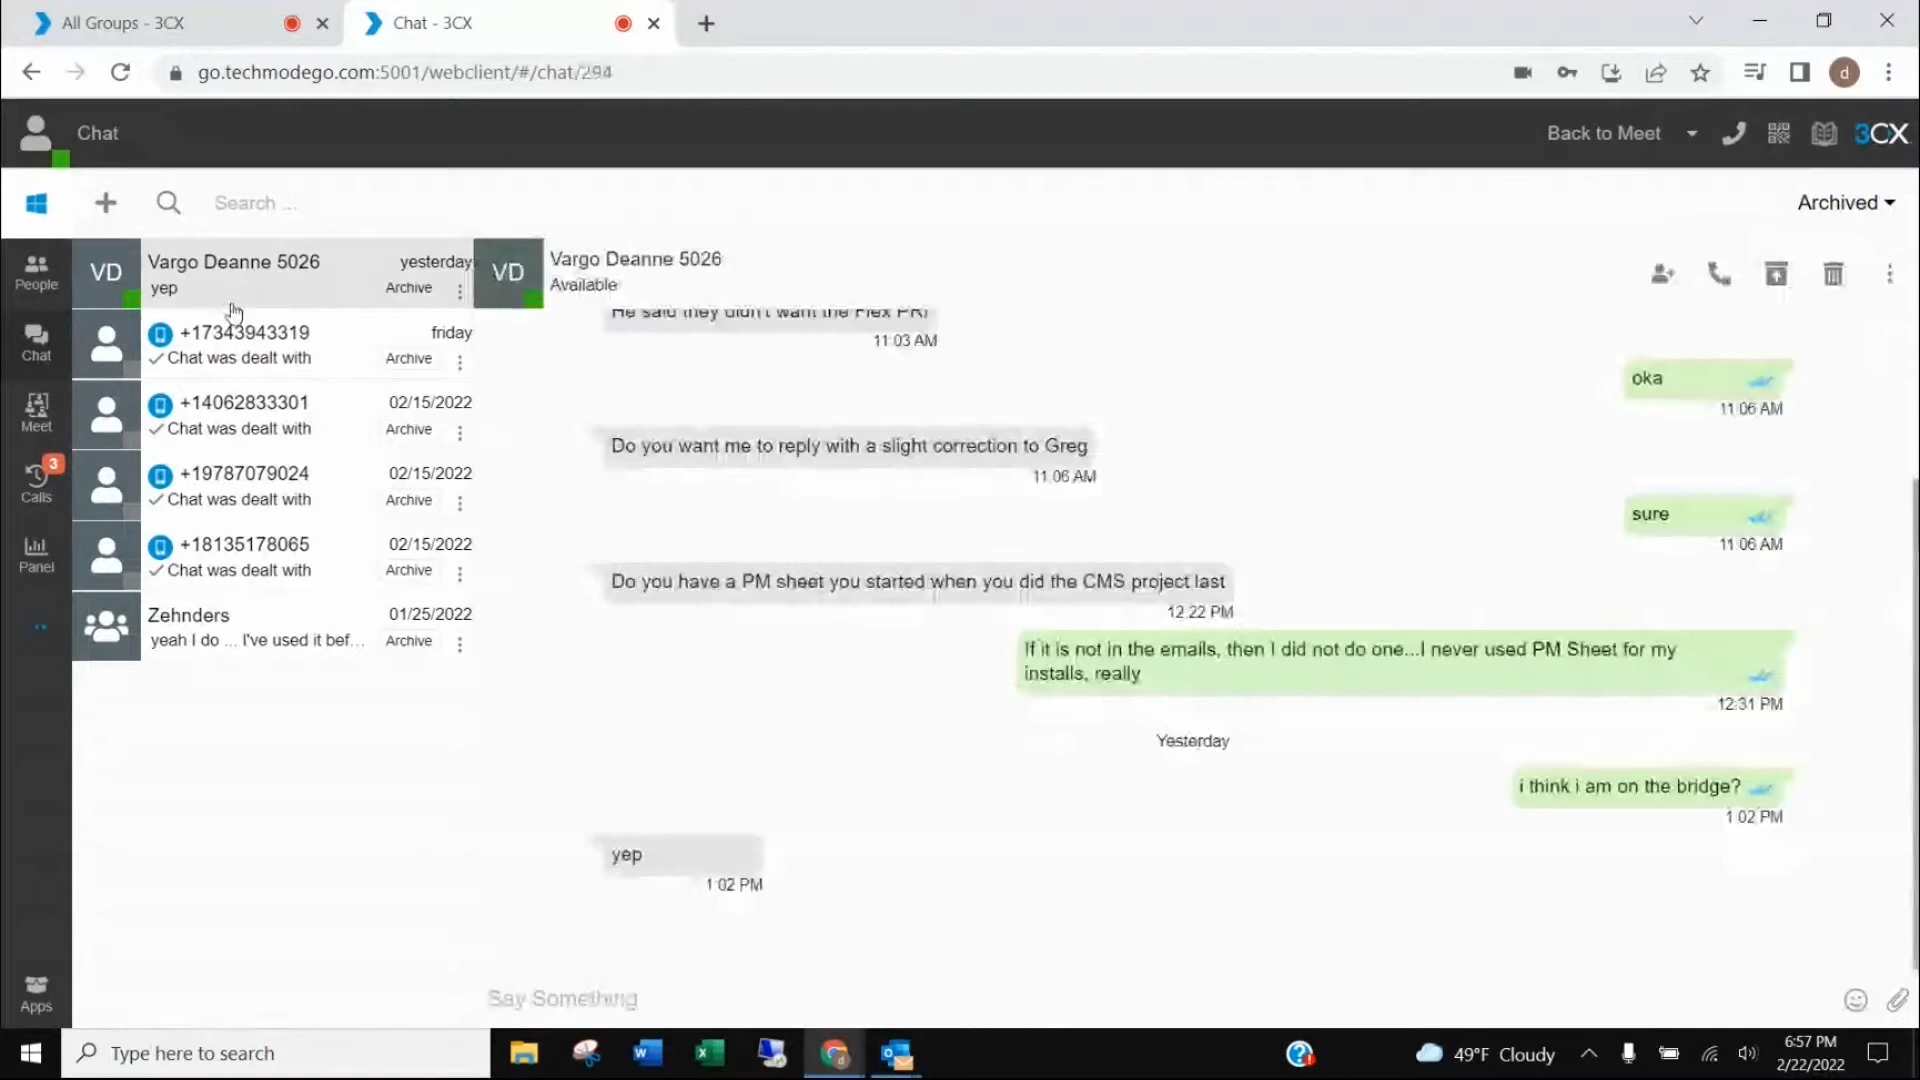 All Groups - 3CX
Chat - 3CX
go.techmodego.com:5001/webclient/#/chat/294
d
Chat
Back to Meet
3CX
Search ...
Archived
People
Chat
Meet
3
Calls
Panel
Apps
VD
Vargo Deanne 5026
yesterday
yep
Archive
+17343943319
friday
Chat was dealt with
Archive
+14062833301
02/15/2022
Chat was dealt with
Archive
+19787079024
02/15/2022
Chat was dealt with
Archive
+18135178065
02/15/2022
Chat was dealt with
Archive
Zehnders
01/25/2022
yeah I do ... I've used it bef...
Archive
VD
Vargo Deanne 5026
Available
He said they didn't want the Flex PRI
11:03 AM
oka
11:06 AM
Do you want me to reply with a slight correction to Greg
11:06 AM
sure
11:06 AM
Do you have a PM sheet you started when you did the CMS project last
12:22 PM
If it is not in the emails, then I did not do one...I never used PM Sheet for my
installs, really
12:31 PM
Yesterday
i think i am on the bridge?
1:02 PM
yep
1:02 PM
Say Something
Type here to search
49°F Cloudy
6:57 PM
2/22/2022